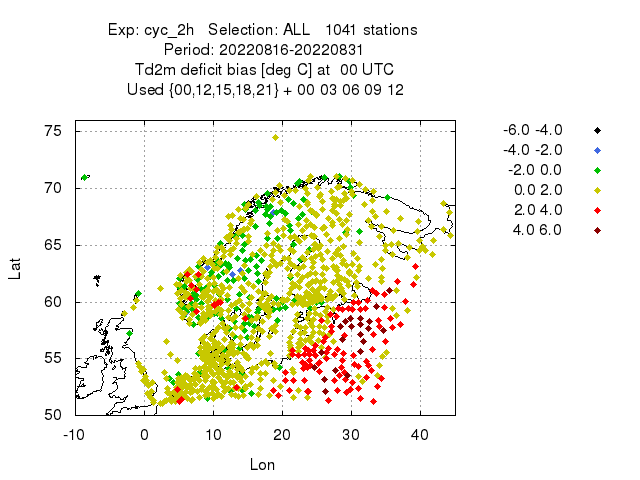 Exp: cyc_2h   Selection: ALL   1041 stations
Period: 20220816-20220831
Td2m deficit bias [deg C] at  00 UTC
Used {00,12,15,18,21} + 00 03 06 09 12
-6.0 -4.0
-4.0 -2.0
-2.0 0.0
0.0 2.0
2.0 4.0
4.0 6.0
75
70
65
60
55
50
Lat
-10 0 10 20 30 40
Lon